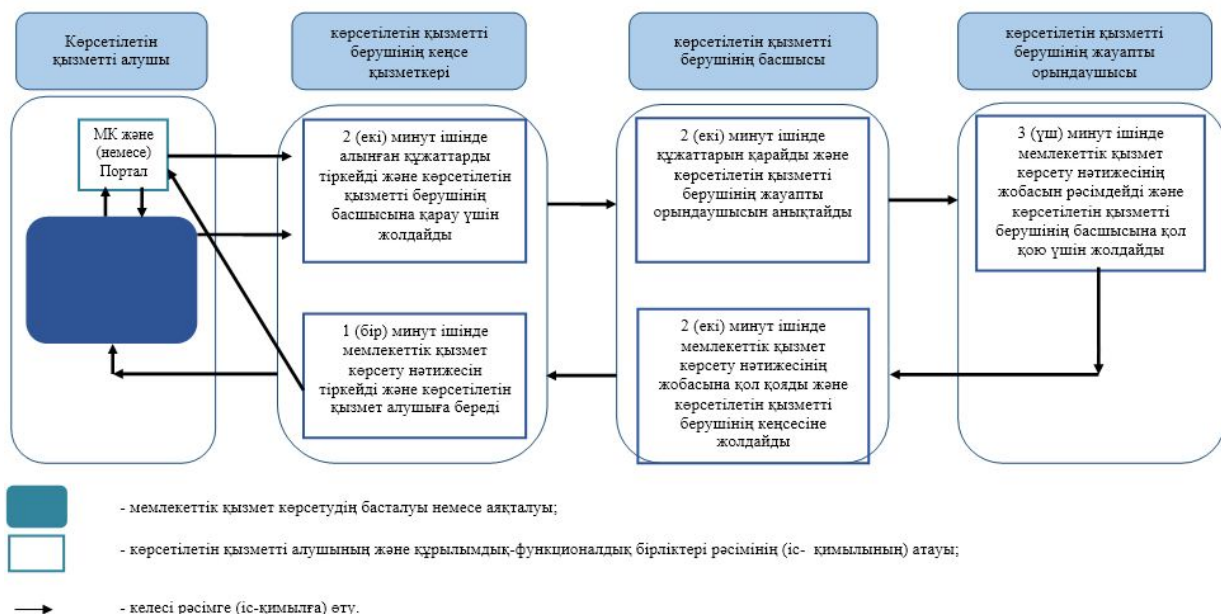 Көрсетілетін
қызметті алушы
көрсетілетін қызметті
берушінің кеңсе
қызметкері
көрсетілетін қызметті
берушінің басшысы
көрсетілетін қызметті
берушінің жауапты
орындаушысы
МК және
(немесе)
Портал
2 (екі) минут ішінде
алынған құжаттарды
тіркейді және көрсетілетін
қызметті берушінің
басшысына қарау үшін
жолдайды
2 (екі) минут ішінде
құжаттарын қарайды және
көрсетілетін қызметті
берушінің жауапты
орындаушысын анықтайды
3 (үш) минут ішінде
мемлекеттік қызмет
көрсету нәтижесінің
жобасын рәсімдейді және
көрсетілетін қызметті
берушінің басшысына қол
қою үшін жолдайды
1 (бір) минут ішінде
мемлекеттік қызмет
көрсету нәтижесін
тіркейді және көрсетілетін
қызмет алушыға береді
2 (екі) минут ішінде
мемлекеттік қызмет
көрсету нәтижесінің
жобасына қол қояды және
көрсетілетін қызметті
берушінің кеңсесіне
жолдайды
- мемлекеттік қызмет көрсетудің басталуы немесе аяқталуы;
- көрсетілетін қызметті алушының және құрылымдық-функционалдық бірліктері рәсімінің (іс- қимылының) атауы;
- келесі рәсімге (іс-қимылға) өту.